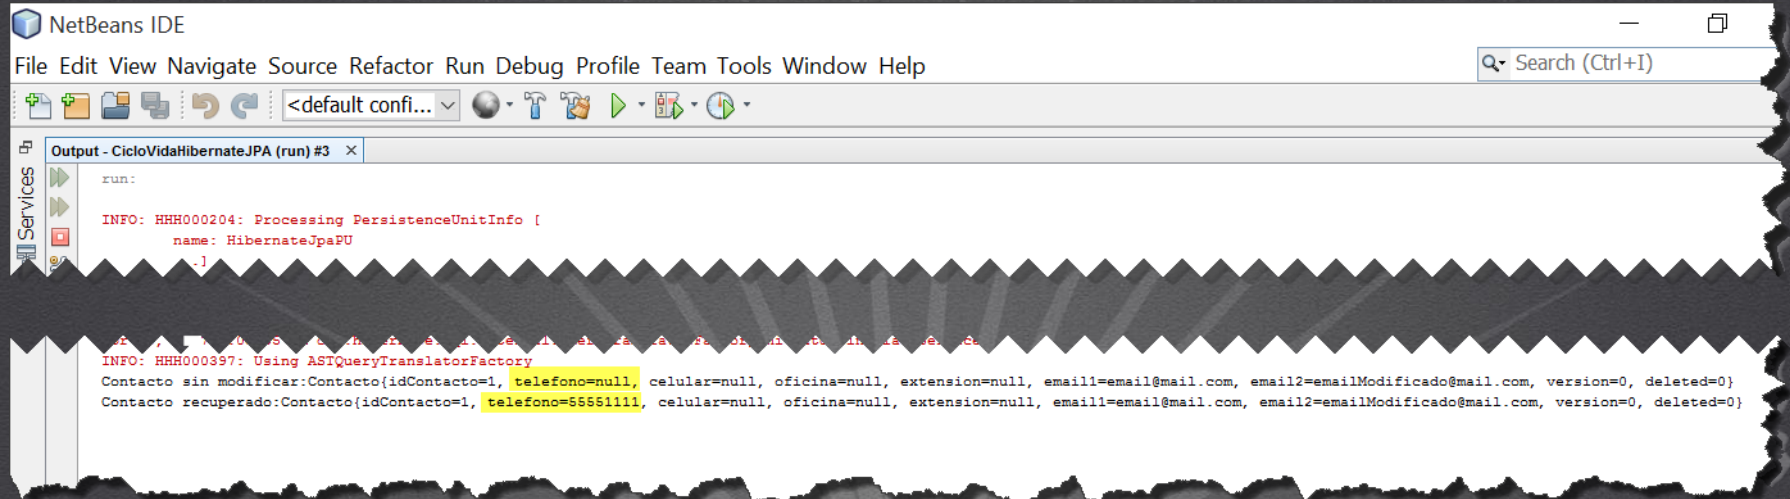 NetBeans IDE
File Edit View Navigate Source Refactor Run Debug Profile Team Tools Window Help
Search (Ctrl+I)
<default confi...
Output - CicloVidaHibernateJPA (run) #3
Services
run:
INFO: HHH000204: Processing PersistenceUnitInfo [
name: HibernateJpaPU
..]
INFO: HHH000397: Using ASTQueryTranslatorFactory
Contacto sin modificar:Contacto{idContacto=1, telefono=null, celular=null, oficina=null, extension=null, email1=email@mail.com, email2=emailModificado@mail.com, version=0, deleted=0}
Contacto recuperado:Contacto{idContacto=1, telefono=55551111, celular=null, oficina=null, extension=null, email1=email@mail.com, email2=emailModificado@mail.com, version=0, deleted=0}